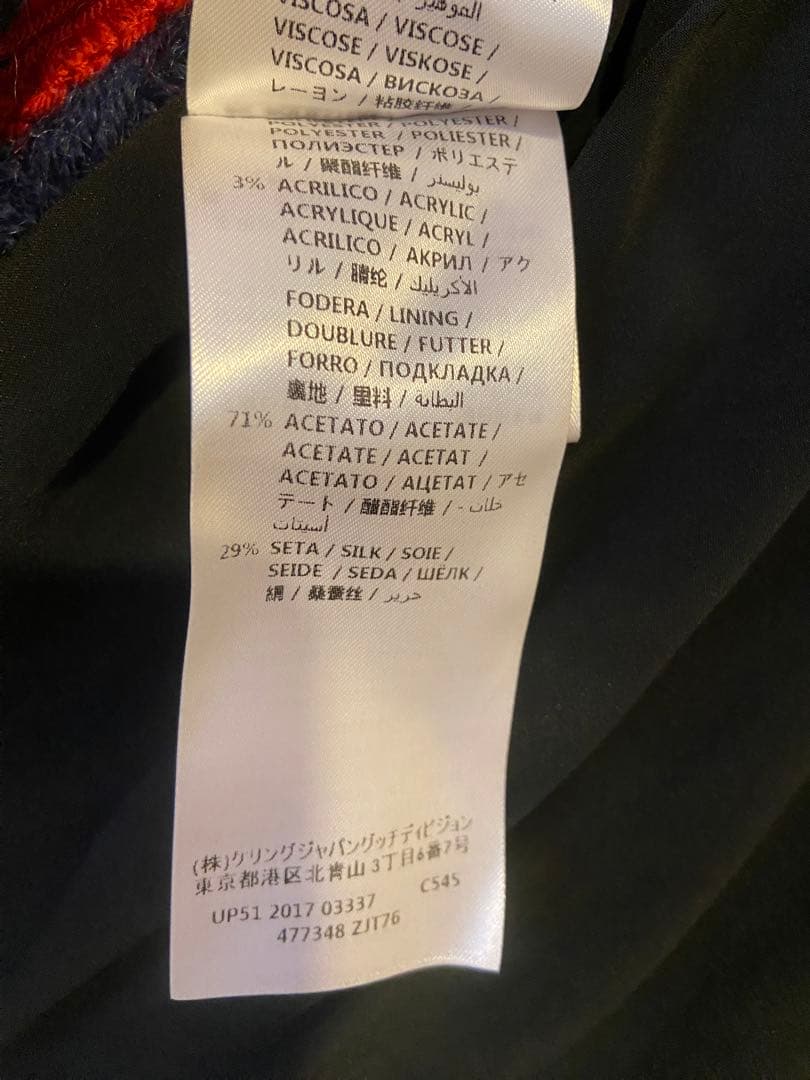 الموهير
VISCOSA / VISCOSE /
VISCOSE / VISKOSE /
VISCOSA / ВИСКОЗА /
レーヨン / 粘胶纤维
POLYESTER / POLYESTER /
POLYESTER / POLIESTER /
ПОЛИЭСТЕР / ポリエステ
ル / 聚酯纤维 / بوليستر
3% ACRILICO / ACRYLIC /
ACRYLIQUE / ACRYL /
ACRILICO / АКРИЛ / アク
リル / 腈纶 / الأكريليك
FODERA / LINING /
DOUBLURE / FUTTER /
FORRO / ПОДКЛАДКА /
裏地 / 里料 / البطانة
71% ACETATO / ACETATE /
ACETATE / ACETAT /
ACETATO / АЦЕТАТ / アセ
テート / 醋酯纤维 / خلات -
أسيتات
29% SETA / SILK / SOIE /
SEIDE / SEDA / ШЁЛК /
絹 / 桑蚕丝 / حرير
(株)ケリングジャパングッチディビジョン
東京都港区北青山3丁目6番7号
C545
UP51 2017 03337
477348 ZJT76